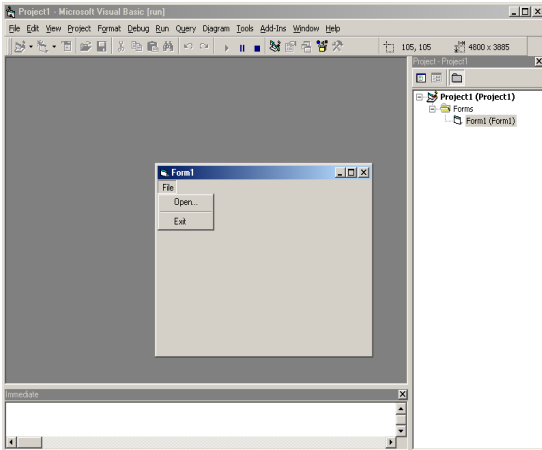 Project1 - Microsoft Visual Basic [run]
File Edit View Project Format Debug Run Query Diagram Tools Add-Ins Window Help
105, 105 4800 x 3885
Project - Project1
Project1 (Project1)
Forms
Form1 (Form1)
Form1
File
Open...
Exit
Immediate